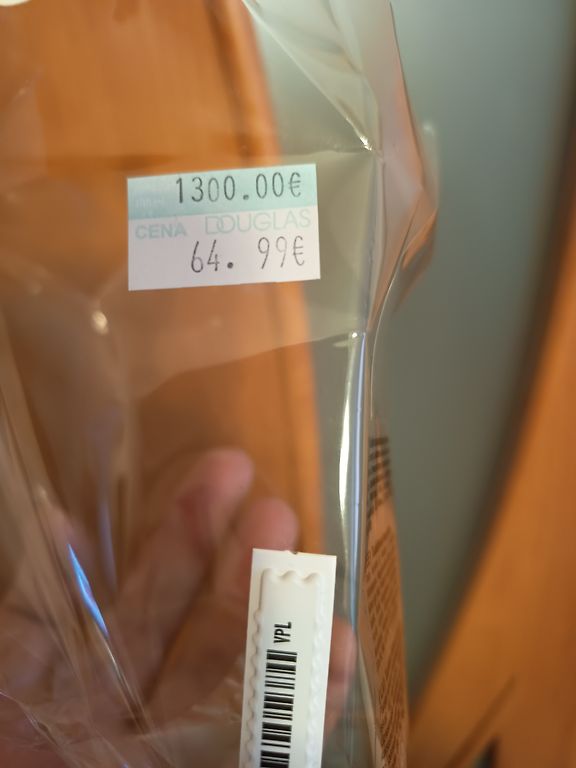 1300.00€
CENA DOUGLAS
64. 99€
VPL